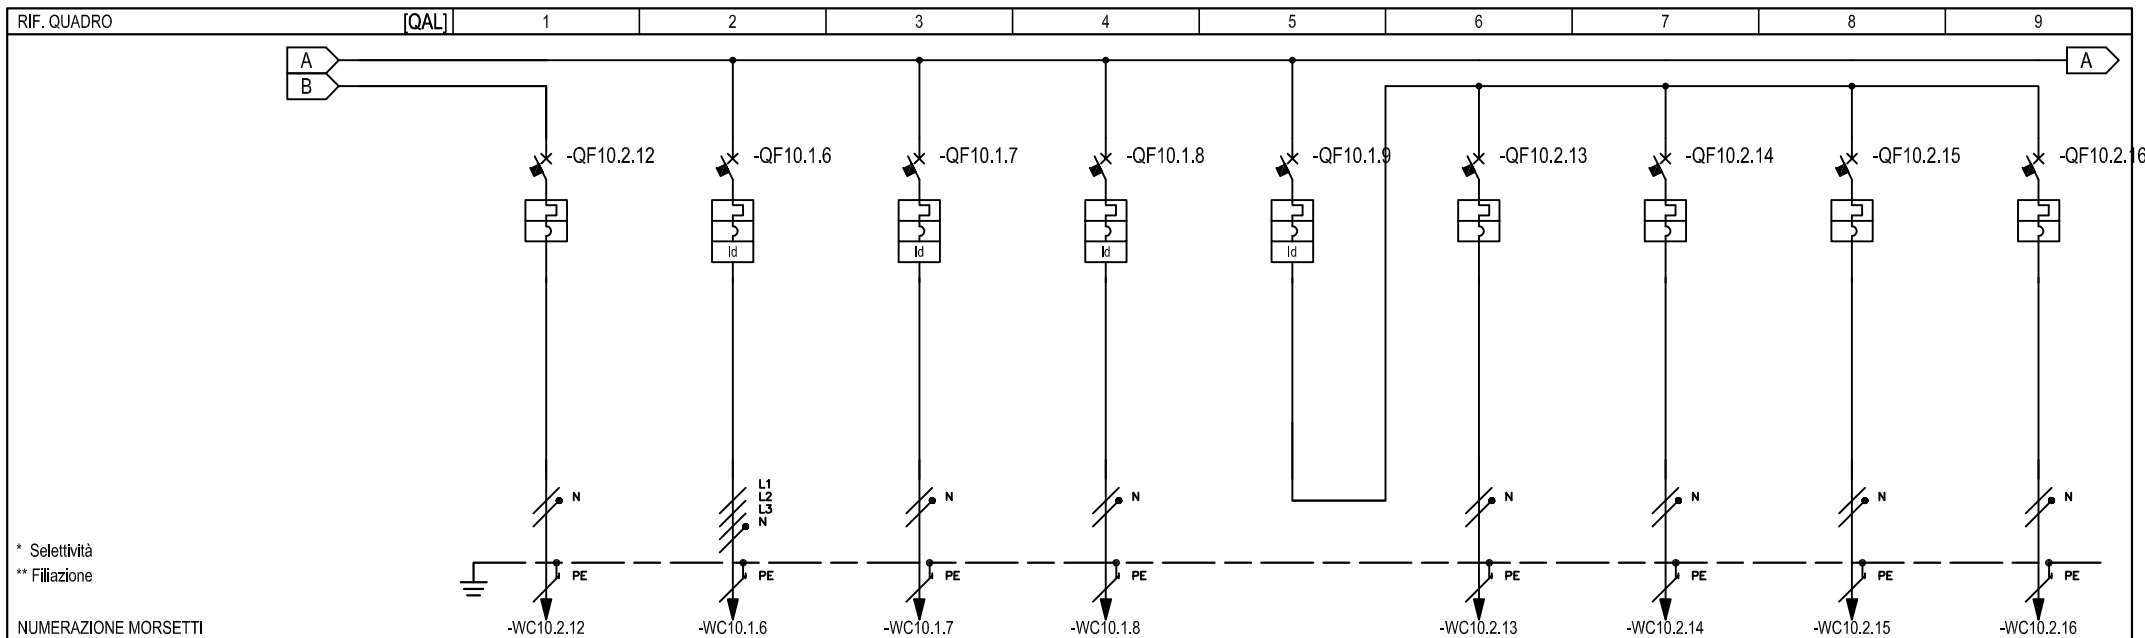 RIF. QUADRO [QAL] 1 2 3 4 5 6 7 8 9
A A
B
-QF10.2.12 -QF10.1.6 -QF10.1.7 -QF10.1.8 -QF10.1.9 -QF10.2.13 -QF10.2.14 -QF10.2.15 -QF10.2.16
Id Id Id Id
L1
N L2 N N N N N N
L3
N
* Selettività
** Filiazione
PE PE PE PE PE PE PE PE
NUMERAZIONE MORSETTI -WC10.2.12 -WC10.1.6 -WC10.1.7 -WC10.1.8 -WC10.2.13 -WC10.2.14 -WC10.2.15 -WC10.2.16